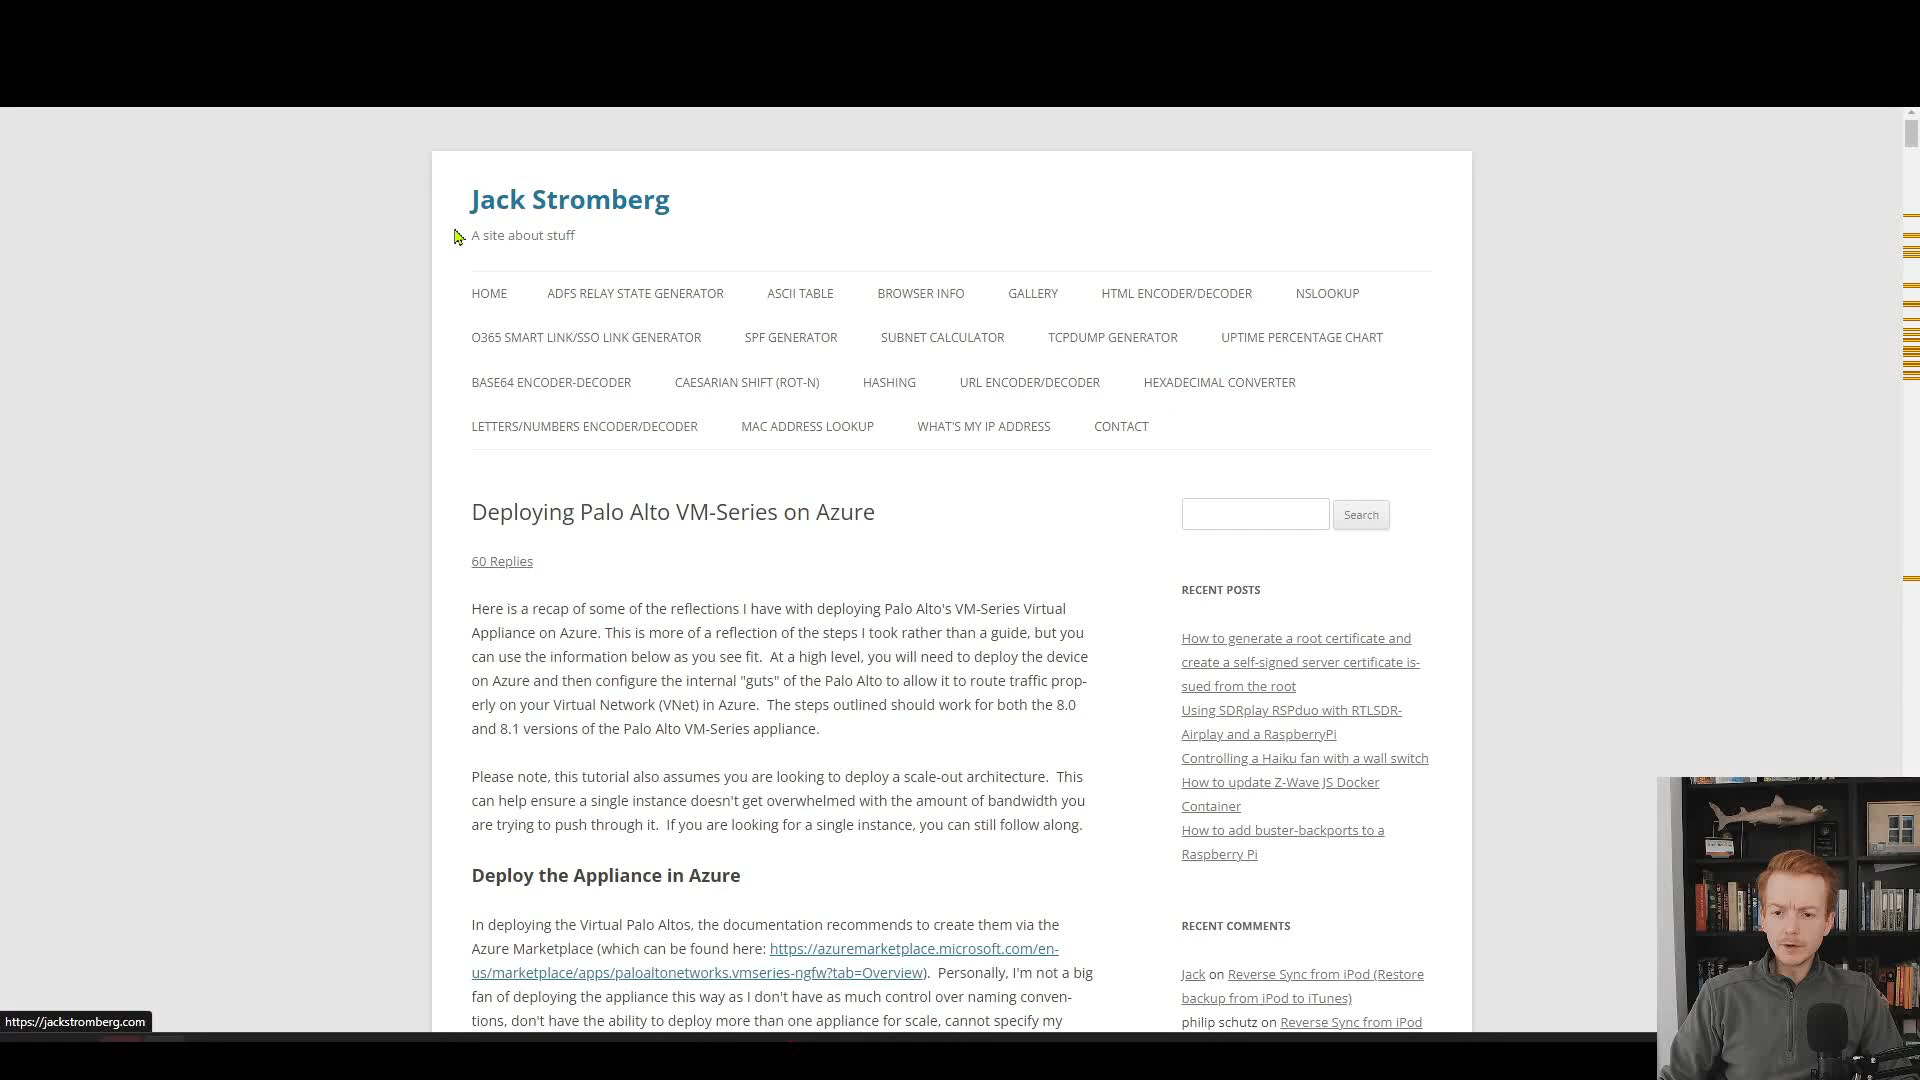 Jack Stromberg
A site about stuff
HOME ADFS RELAY STATE GENERATOR ASCII TABLE BROWSER INFO GALLERY HTML ENCODER/DECODER NSLOOKUP
O365 SMART LINK/SSO LINK GENERATOR SPF GENERATOR SUBNET CALCULATOR TCPDUMP GENERATOR UPTIME PERCENTAGE CHART
BASE64 ENCODER-DECODER CAESARIAN SHIFT (ROT-N) HASHING URL ENCODER/DECODER HEXADECIMAL CONVERTER
LETTERS/NUMBERS ENCODER/DECODER MAC ADDRESS LOOKUP WHAT'S MY IP ADDRESS CONTACT
Deploying Palo Alto VM-Series on Azure
60 Replies
Here is a recap of some of the reflections I have with deploying Palo Alto's VM-Series Virtual
Appliance on Azure. This is more of a reflection of the steps I took rather than a guide, but you
can use the information below as you see fit.  At a high level, you will need to deploy the device
on Azure and then configure the internal "guts" of the Palo Alto to allow it to route traffic prop-
erly on your Virtual Network (VNet) in Azure.  The steps outlined should work for both the 8.0
and 8.1 versions of the Palo Alto VM-Series appliance.
Please note, this tutorial also assumes you are looking to deploy a scale-out architecture.  This
can help ensure a single instance doesn't get overwhelmed with the amount of bandwidth you
are trying to push through it.  If you are looking for a single instance, you can still follow along.
Deploy the Appliance in Azure
In deploying the Virtual Palo Altos, the documentation recommends to create them via the
Azure Marketplace (which can be found here: https://azuremarketplace.microsoft.com/en-
us/marketplace/apps/paloaltonetworks.vmseries-ngfw?tab=Overview).  Personally, I'm not a big
fan of deploying the appliance this way as I don't have as much control over naming conven-
tions, don't have the ability to deploy more than one appliance for scale, cannot specify my
Search
RECENT POSTS
How to generate a root certificate and
create a self-signed server certificate is-
sued from the root
Using SDRplay RSPduo with RTLSDR-
Airplay and a RaspberryPi
Controlling a Haiku fan with a wall switch
How to update Z-Wave JS Docker
Container
How to add buster-backports to a
Raspberry Pi
RECENT COMMENTS
Jack on Reverse Sync from iPod (Restore
backup from iPod to iTunes)
philip schutz on Reverse Sync from iPod
https://jackstromberg.com